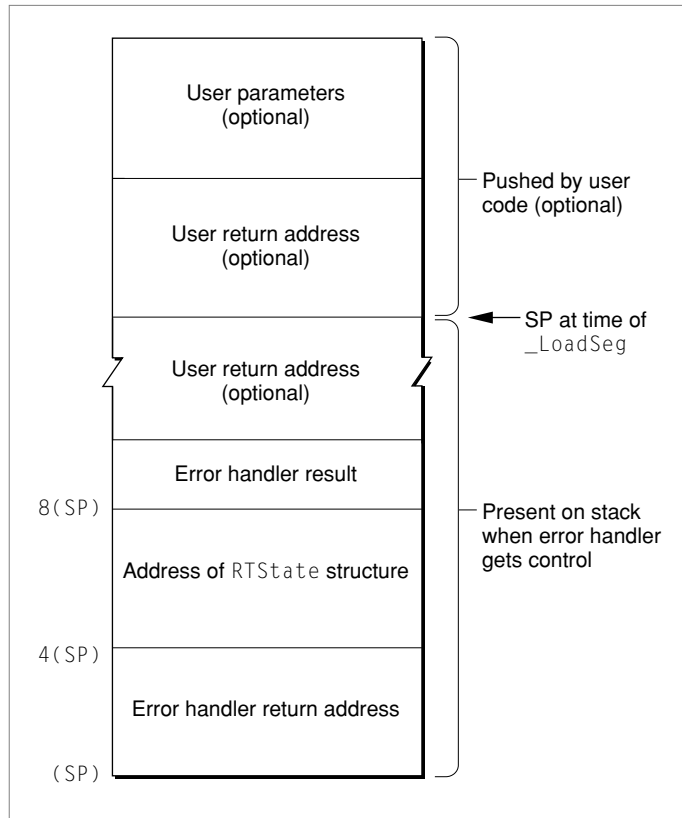 User parameters
(optional)
Pushed by user
code (optional)
User return address
(optional)
SP at time of
_LoadSeg
User return address
(optional)
Error handler result
8(SP)
Present on stack
when error handler
gets control
Address of RTState structure
4(SP)
Error handler return address
(SP)